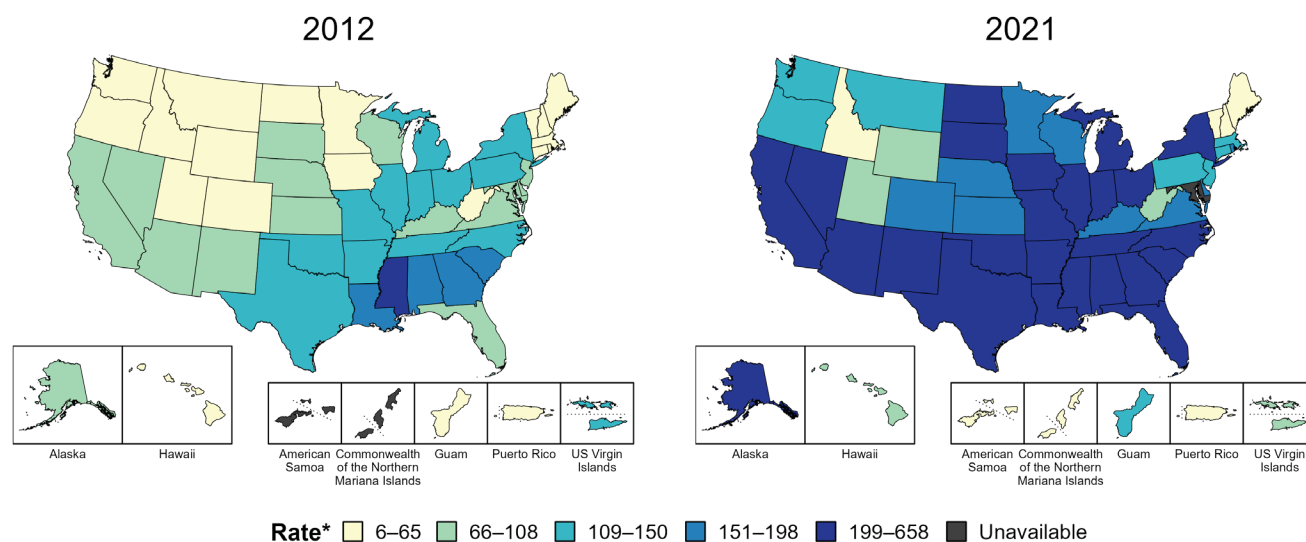 2012
2021
Alaska
Hawaii
American
Samoa
Commonwealth
of the Northern
Mariana Islands
Guam
Puerto Rico
US Virgin
Islands
Alaska
Hawaii
American
Samoa
Commonwealth
of the Northern
Mariana Islands
Guam
Puerto Rico
US Virgin
Islands
Rate* 6–65 66–108 109–150 151–198 199–658 Unavailable